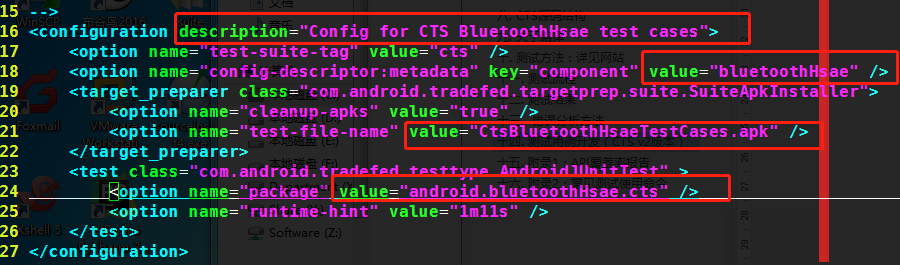 15 -->
16 <configuration description="Config for CTS BluetoothHsae test cases">
17 <option name="test-suite-tag" value="cts" />
18 <option name="config-descriptor:metadata" key="component" value="bluetoothHsae" />
19 <target_preparer class="com.android.tradefed.targetprep.suite.SuiteApkInstaller">
20 <option name="cleanup-apks" value="true" />
21 <option name="test-file-name" value="CtsBluetoothHsaeTestCases.apk" />
22 </target_preparer>
23 <test class="com.android.tradefed.testtype.AndroidJUnitTest" >
24 <option name="package" value="android.bluetoothHsae.cts" />
25 <option name="runtime-hint" value="1m11s" />
26 </test>
27 </configuration>
Software (Z:)